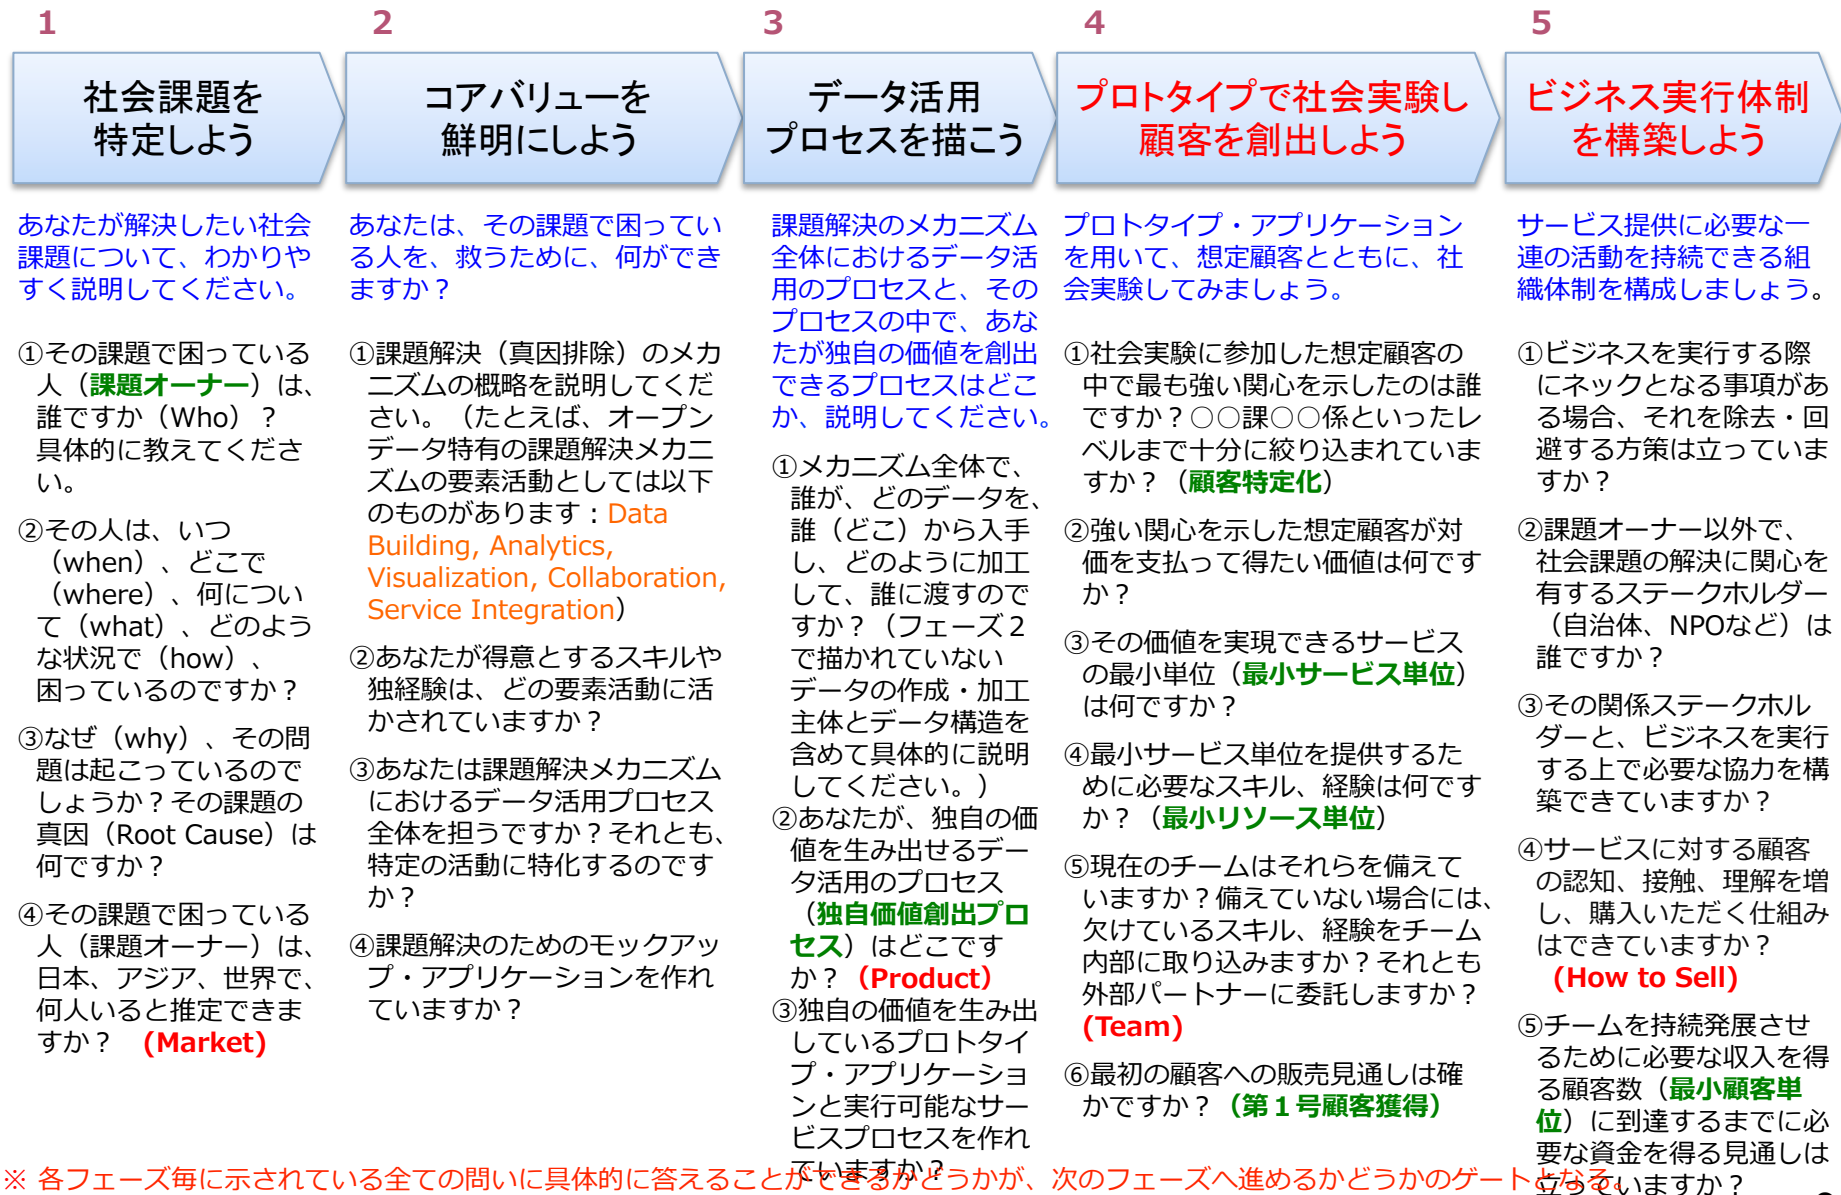 1
社会課題を
特定しよう
あなたが解決したい社会
課題について、わかりや
すく説明してください。
①その課題で困っている
人（課題オーナー）は、
誰ですか（Who）？
具体的に教えてくださ
い。
②その人は、いつ
（when）、どこで
（where）、何につい
て（what）、どのよう
な状況で（how）、
困っているのですか？
③なぜ（why）、その問
題は起こっているので
しょうか？その課題の
真因（Root Cause）は
何ですか？
④その課題で困っている
人（課題オーナー）は、
日本、アジア、世界で、
何人いると推定できま
すか？ (Market)
2
コアバリューを
鮮明にしよう
あなたは、その課題で困ってい
る人を、救うために、何ができ
ますか？
①課題解決（真因排除）のメカ
ニズムの概略を説明してくだ
さい。（たとえば、オープン
データ特有の課題解決メカニ
ズムの要素活動としては以下
のものがあります：Data
Building, Analytics,
Visualization, Collaboration,
Service Integration）
②あなたが得意とするスキルや
独経験は、どの要素活動に活
かされていますか？
③あなたは課題解決メカニズム
におけるデータ活用プロセス
全体を担うですか？それとも、
特定の活動に特化するのです
か？
④課題解決のためのモックアッ
プ・アプリケーションを作れ
ていますか？
3
データ活用
プロセスを描こう
課題解決のメカニズム
全体におけるデータ活
用のプロセスと、その
プロセスの中で、あな
たが独自の価値を創出
できるプロセスはどこ
か、説明してください。
①メカニズム全体で、
誰が、どのデータを、
誰（どこ）から入手
し、どのように加工
して、誰に渡すので
すか？（フェーズ２
で描かれていない
データの作成・加工
主体とデータ構造を
含めて具体的に説明
してください。）
②あなたが、独自の価
値を生み出せるデー
タ活用のプロセス
（独自価値創出プロ
セス）はどこです
か？（Product）
③独自の価値を生み出
しているプロトタイ
プ・アプリケーショ
ンと実行可能なサー
ビスプロセスを作れ
ていますか？
4
プロトタイプで社会実験し
顧客を創出しよう
プロトタイプ・アプリケーション
を用いて、想定顧客とともに、社
会実験してみましょう。
①社会実験に参加した想定顧客の
中で最も強い関心を示したのは誰
ですか？○○課○○係といったレ
ベルまで十分に絞り込まれていま
すか？（顧客特定化）
②強い関心を示した想定顧客が対
価を支払って得たい価値は何です
か？
③その価値を実現できるサービス
の最小単位（最小サービス単位）
は何ですか？
④最小サービス単位を提供するた
めに必要なスキル、経験は何です
か？（最小リソース単位）
⑤現在のチームはそれらを備えて
いますか？備えていない場合には、
欠けているスキル、経験をチーム
内部に取り込みますか？それとも
外部パートナーに委託しますか？
(Team)
⑥最初の顧客への販売見通しは確
かですか？（第１号顧客獲得）
5
ビジネス実行体制
を構築しよう
サービス提供に必要な一
連の活動を持続できる組
織体制を構成しましょう。
①ビジネスを実行する際
にネックとなる事項があ
る場合、それを除去・回
避する方策は立っていま
すか？
②課題オーナー以外で、
社会課題の解決に関心を
有するステークホルダー
（自治体、NPOなど）は
誰ですか？
③その関係ステークホル
ダーと、ビジネスを実行
する上で必要な協力を構
築できていますか？
④サービスに対する顧客
の認知、接触、理解を増
し、購入いただく仕組み
はできていますか？
(How to Sell)
⑤チームを持続発展させ
るために必要な収入を得
る顧客数（最小顧客単
位）に到達するまでに必
要な資金を得る見通しは
立っていますか？
※ 各フェーズ毎に示されている全ての問いに具体的に答えることができるかどうかが、次のフェーズへ進めるかどうかのゲートとなる。